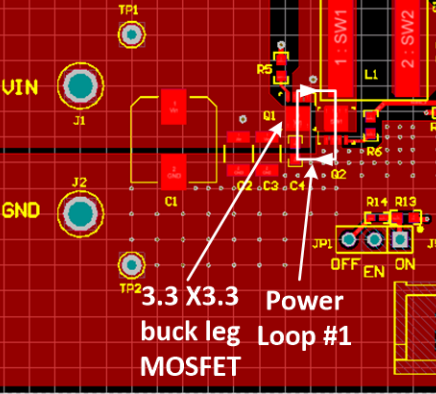 TP1
1 : SW1
2 : SW2
R5
L1
VIN
J1
Q1
R6
J2
Q2
C1
C2
C3
C4
GND
R14
R13
JP1
OFF
EN
ON
TP2
3.3 X3.3
buck leg
MOSFET
Power
Loop #1